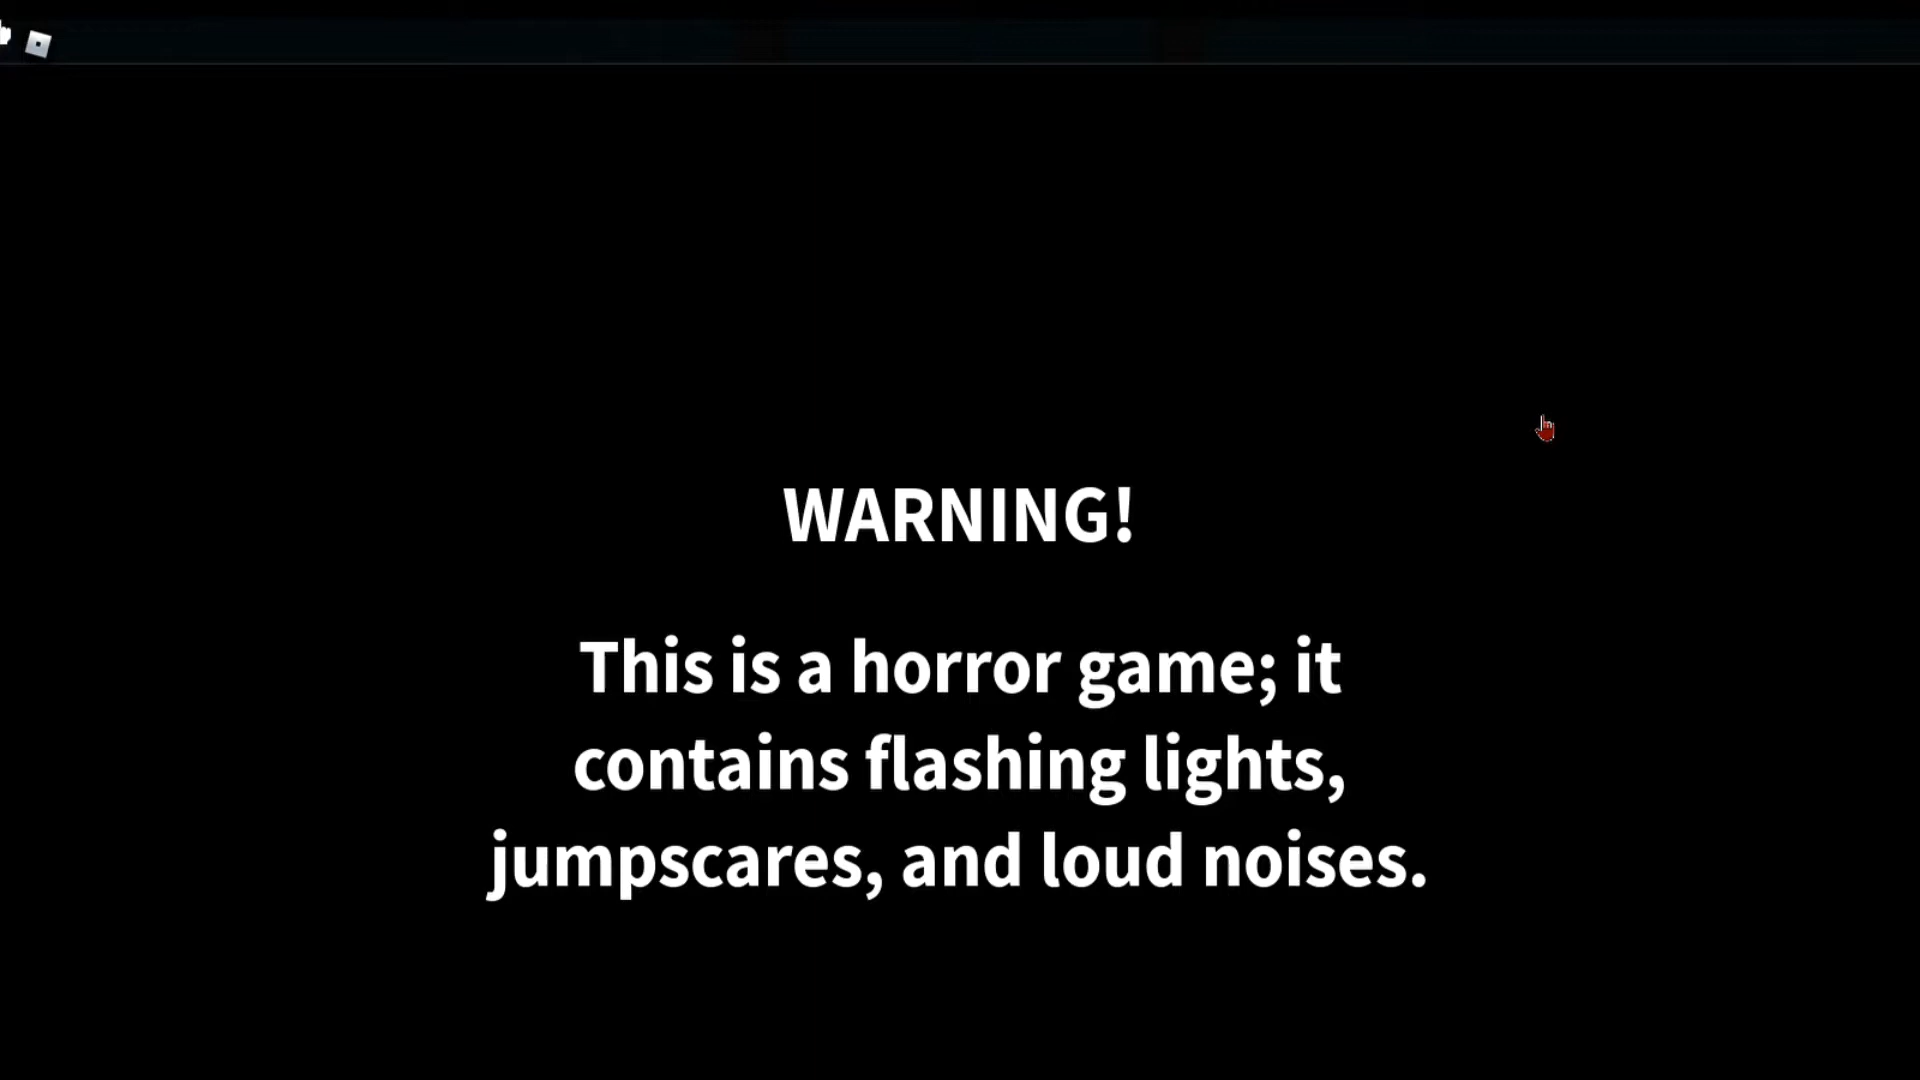 WARNING!
This is a horror game; it
contains flashing lights,
jumpscares, and loud noises.